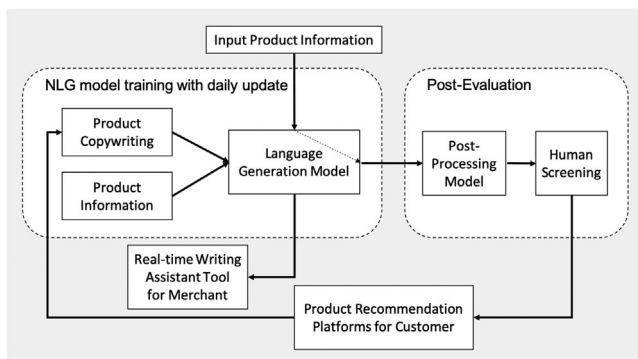 Input Product Information
NLG model training with daily update
Post-Evaluation
Product
Copywriting
Product
Information
Language
Generation Model
Post-
Processing
Model
Human
Screening
Real-time Writing
Assistant Tool
for Merchant
Product Recommendation
Platforms for Customer